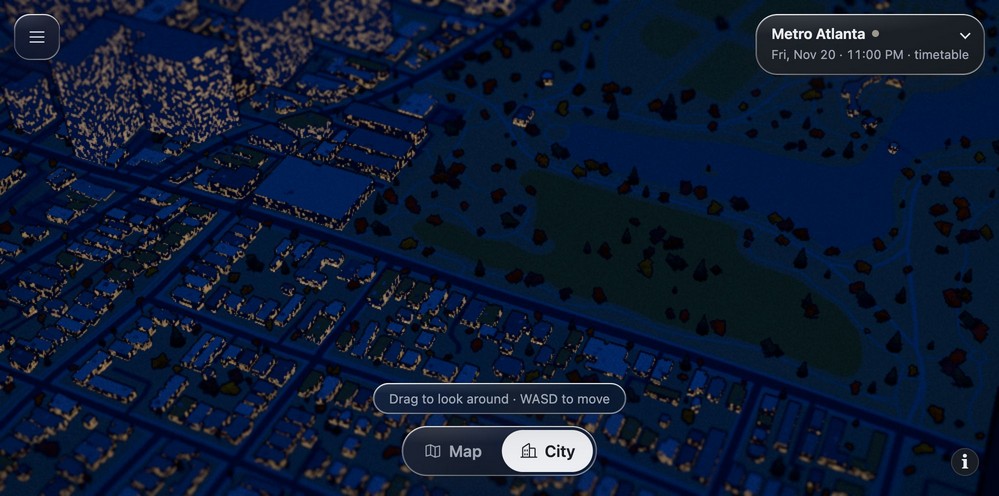 Metro Atlanta
Fri, Nov 20 · 11:00 PM · timetable
Drag to look around · WASD to move
Map
City